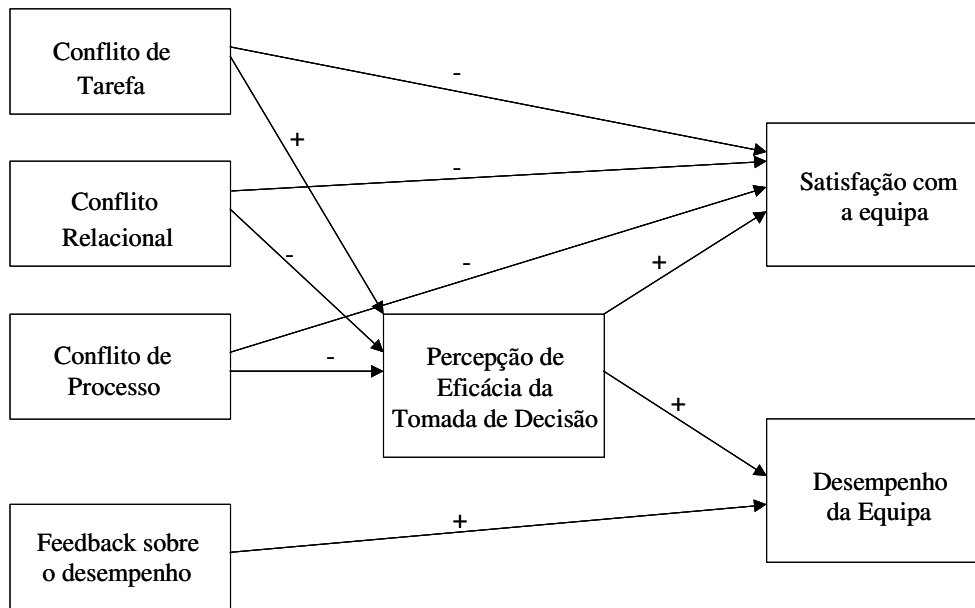 Conflito de
Tarefa
-
+
Conflito
Relacional
-
-
Satisfação com
a equipa
-
+
Conflito de
Processo
-
Percepção de
Eficácia da
Tomada de Decisão
+
Desempenho
da Equipa
Feedback sobre
o desempenho
+